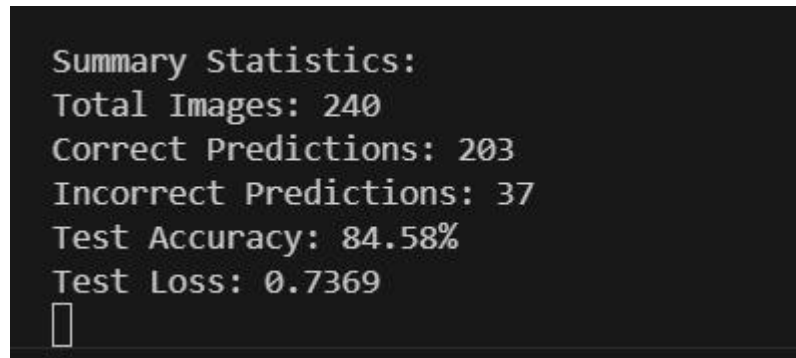 Summary Statistics:
Total Images: 240
Correct Predictions: 203
Incorrect Predictions: 37
Test Accuracy: 84.58%
Test Loss: 0.7369